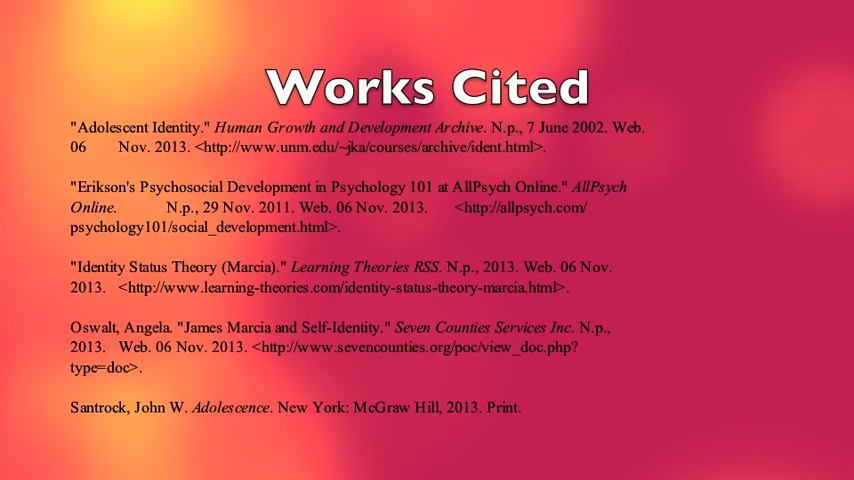 Works Cited
"Adolescent Identity." Human Growth and Development Archive. N.p., 7 June 2002. Web.
06 Nov. 2013. <http://www.unm.edu/~jka/courses/archive/ident.html>.
"Erikson's Psychosocial Development in Psychology 101 at AllPsych Online." AllPsych
Online. N.p., 29 Nov. 2011. Web. 06 Nov. 2013. <http://allpsych.com/
psychology101/social_development.html>.
"Identity Status Theory (Marcia)." Learning Theories RSS. N.p., 2013. Web. 06 Nov.
2013. <http://www.learning-theories.com/identity-status-theory-marcia.html>.
Oswalt, Angela. "James Marcia and Self-Identity." Seven Counties Services Inc. N.p.,
2013. Web. 06 Nov. 2013. <http://www.sevencounties.org/poc/view_doc.php?
type=doc>.
Santrock, John W. Adolescence. New York: McGraw Hill, 2013. Print.